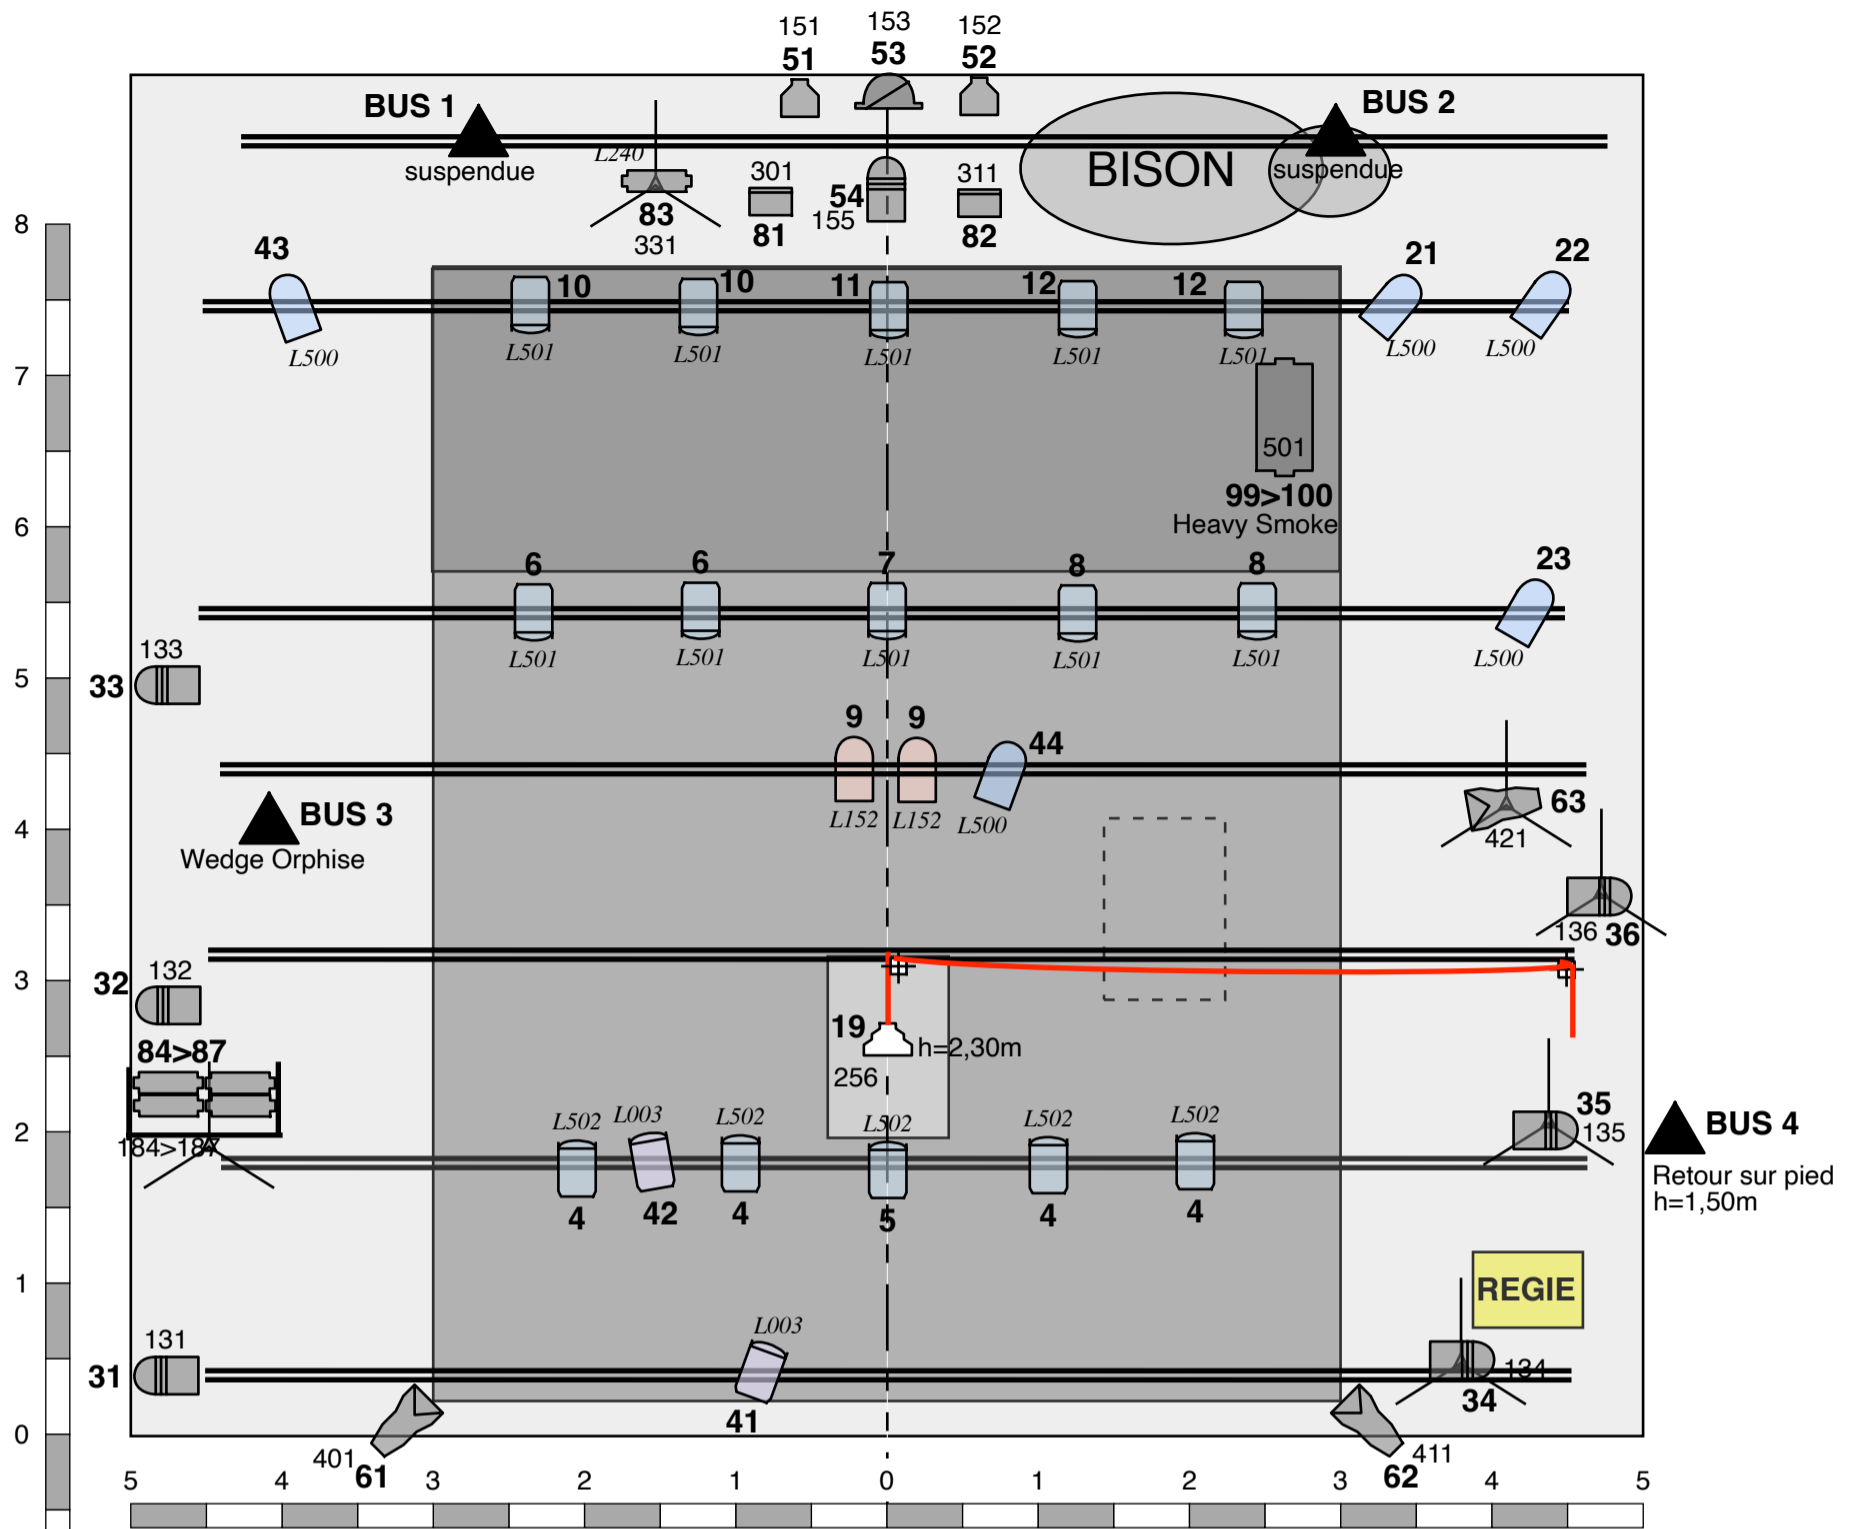 151
153
152
51
53
52
BUS 1
BUS 2
L240
suspendue
BISON
suspendue
301
311
54
83
155
331
81
82
8
43
21
22
10
10
11
12
12
L500
L501
L501
L501
L501
L501
L500
L500
7
501
99>100
6
Heavy Smoke
6
6
7
8
8
23
L501
L501
L501
L501
L501
L500
133
5
33
9
9
44
63
BUS 3
L152
L152
L500
4
421
Wedge Orphise
136
36
132
32
3
19
h=2,30m
84>87
256
35
L502
L003
L502
L502
L502
L502
2
135
BUS 4
184>187
Retour sur pied
h=1,50m
4
42
4
5
4
4
1
REGIE
L003
131
31
134
34
41
0
401
61
62
411
5
4
3
2
1
0
1
2
3
4
5